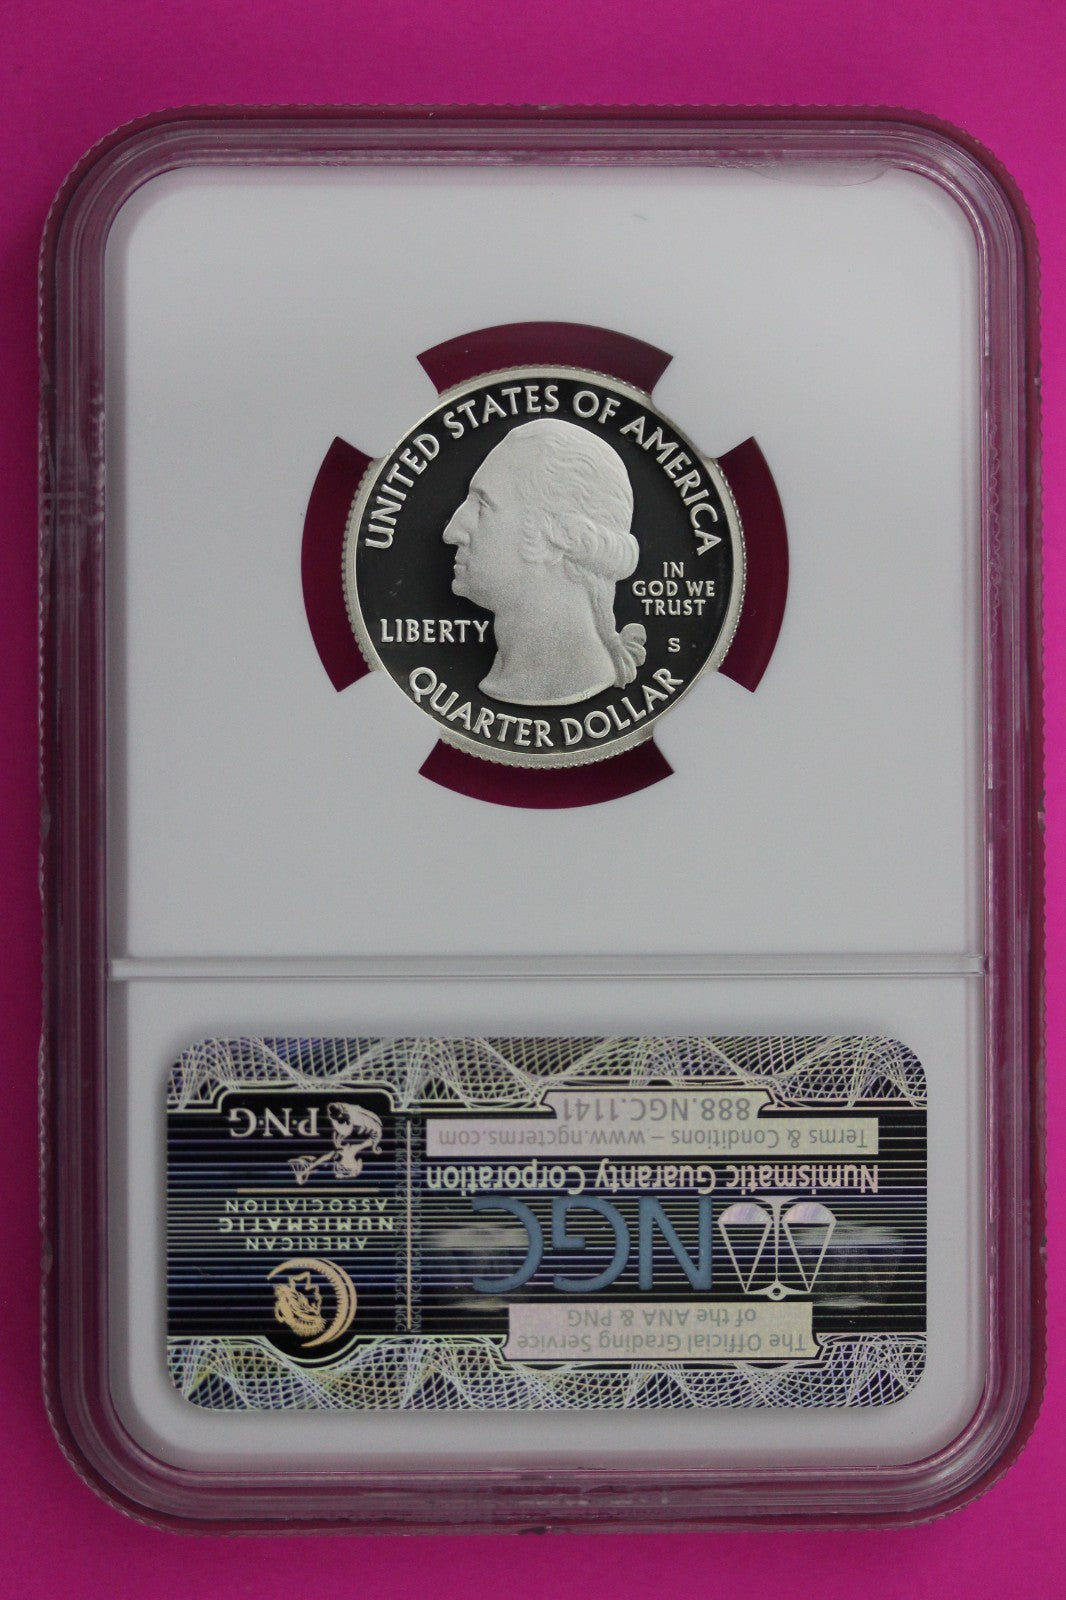 UNITED STATES OF AMERICA
LIBERTY
IN
GOD WE
TRUST
S
QUARTER DOLLAR
The Official Grading Service
of the ANA & PNG
NGC
Numismatic Guaranty Corporation
Terms & Conditions – www.ngcterms.com
888.NGC.1141
AMERICAN
NUMISMATIC
ASSOCIATION
P·N·G